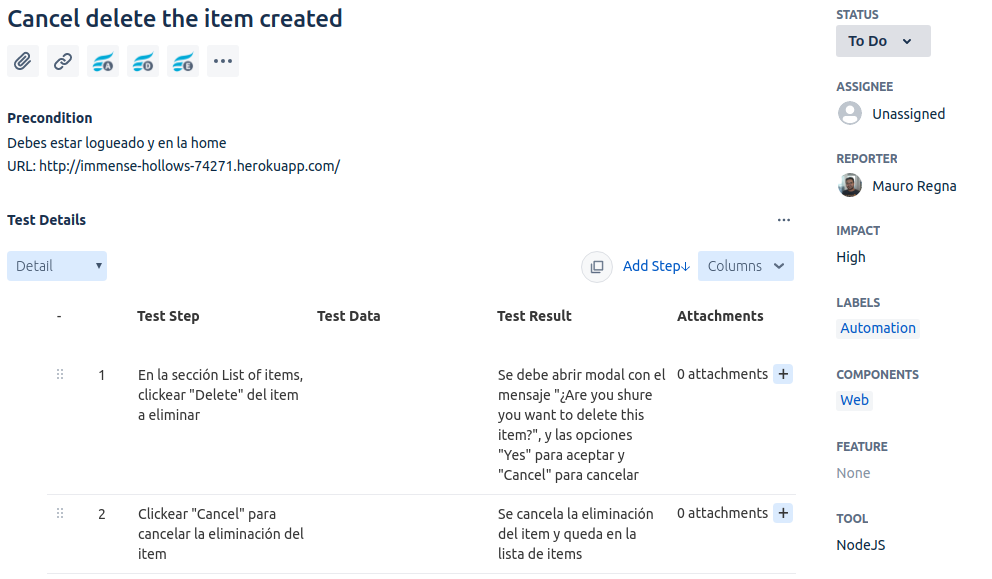 Cancel delete the item created
A
D
E
Precondition
Debes estar logueado y en la home
URL: http://immense-hollows-74271.herokuapp.com/
Test Details
Detail
Add Step↓
Columns
- Test Step Test Data Test Result Attachments
1
En la sección List of items,
clickear "Delete" del item
a eliminar
Se debe abrir modal con el
mensaje "¿Are you shure
you want to delete this
item?", y las opciones
"Yes" para aceptar y
"Cancel" para cancelar
0 attachments +
2
Clickear "Cancel" para
cancelar la eliminación del
item
Se cancela la eliminación
del item y queda en la
lista de items
0 attachments +
STATUS
To Do
ASSIGNEE
Unassigned
REPORTER
Mauro Regna
IMPACT
High
LABELS
Automation
COMPONENTS
Web
FEATURE
None
TOOL
NodeJS